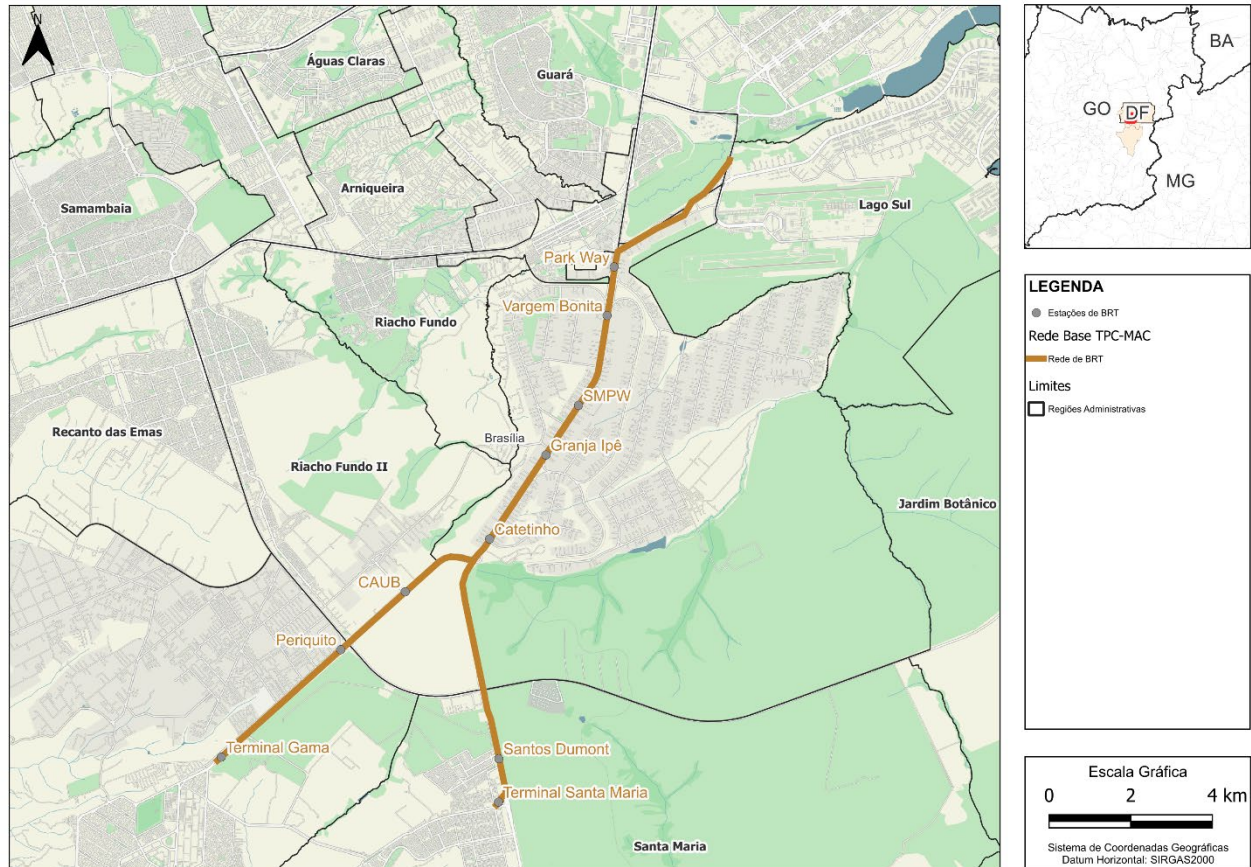 N
Águas Claras
Guará
Arniqueira
Samambaia
Lago Sul
Park Way
Vargem Bonita
Riacho Fundo
SMPW
Recanto das Emas
Brasília
Granja Ipê
Riacho Fundo II
Jardim Botânico
Catetinho
CAUB
Periquito
Terminal Gama
Santos Dumont
Terminal Santa Maria
Santa Maria
BA
GO
DF
MG
LEGENDA
Estações de BRT
Rede Base TPC-MAC
Rede de BRT
Limites
Regiões Administrativas
Escala Gráfica
0 2 4 km
Sistema de Coordenadas Geográficas
Datum Horizontal: SIRGAS2000